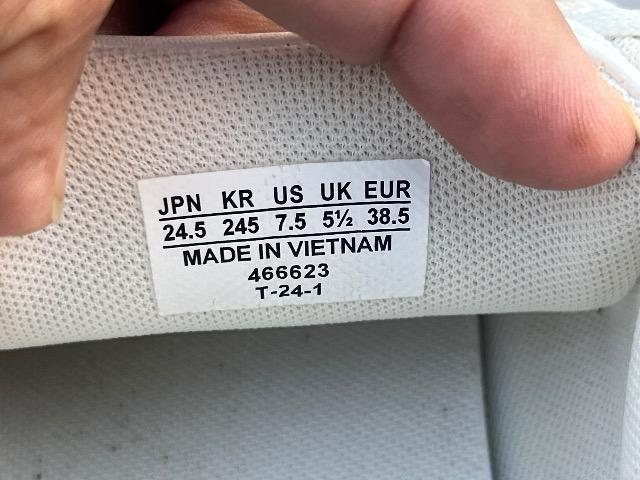 JPN KR US UK EUR
24.5 245 7.5 5½ 38.5
MADE IN VIETNAM
466623
T-24-1